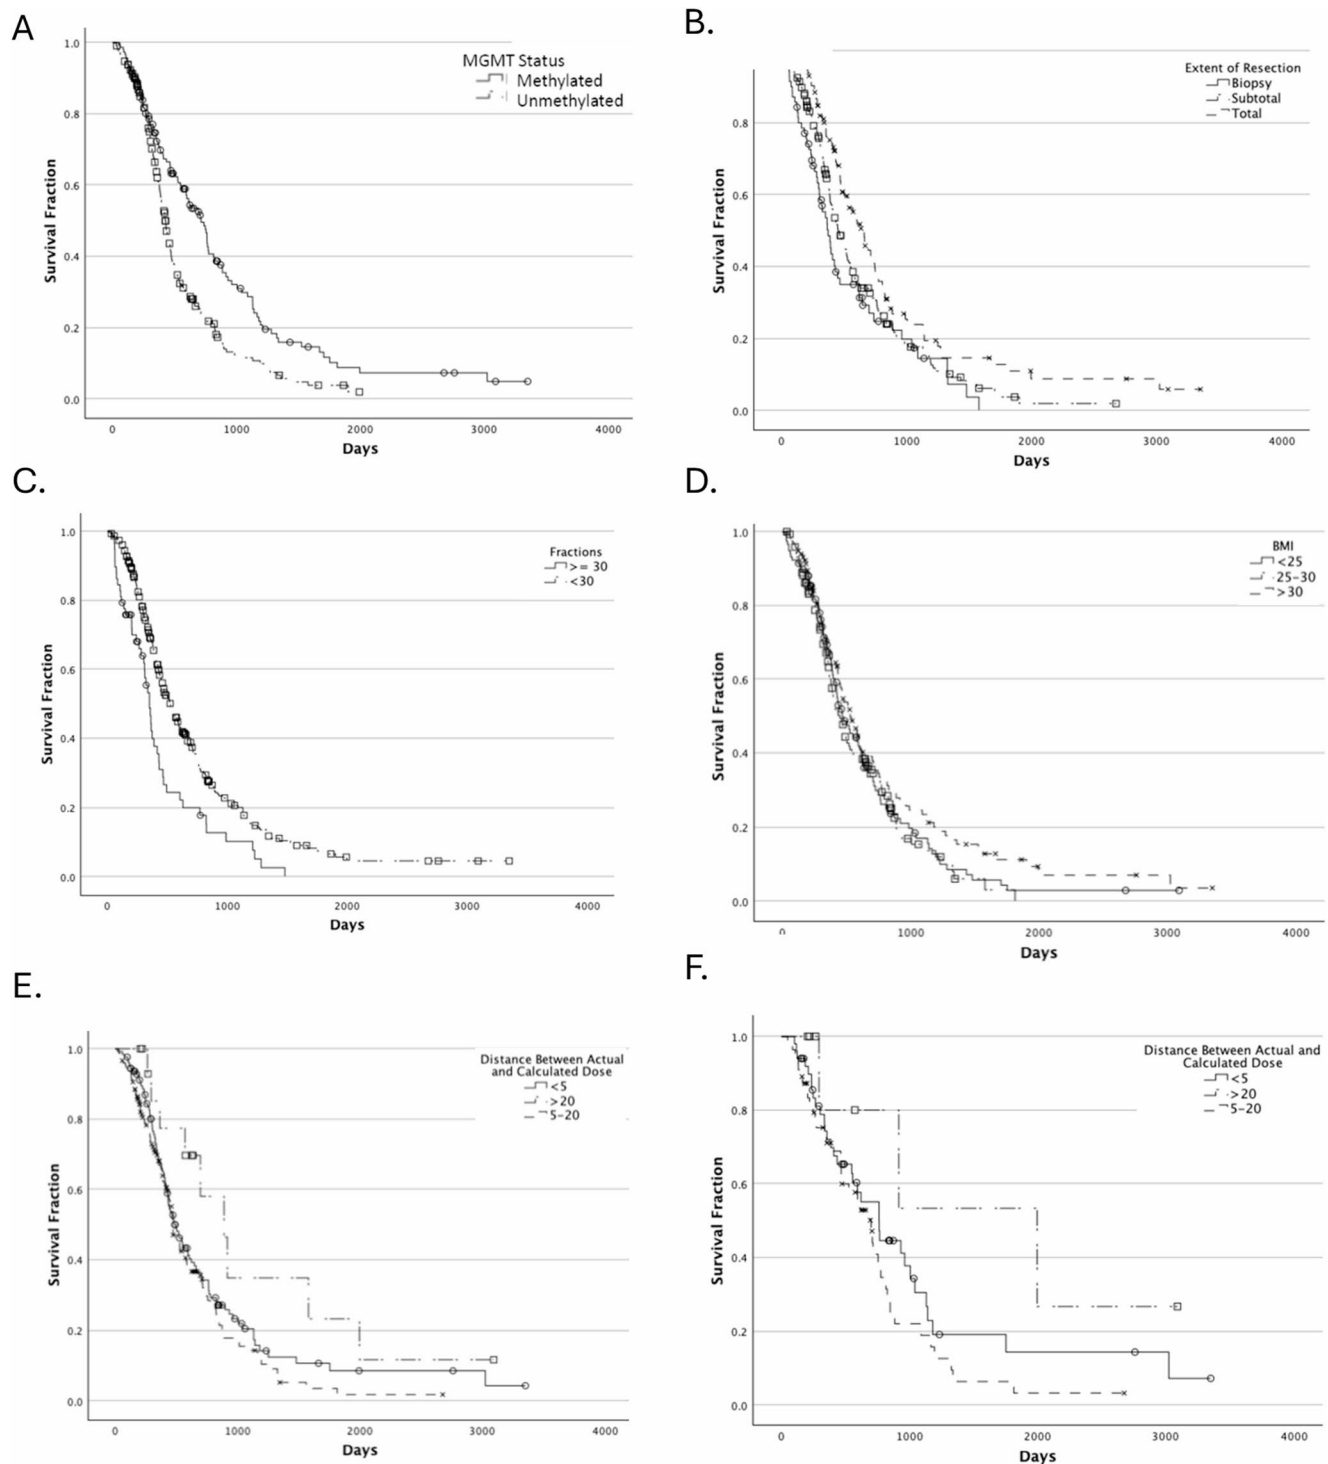 A
1.0
0.8
0.6
0.4
0.2
0.0
Survival Fraction
MGMT Status
Methylated
Unmethylated
0 1000 2000 3000 4000
Days
B.
0.8
0.6
0.4
0.2
0.0
Survival Fraction
Extent of Resection
Biopsy
Subtotal
Total
0 1000 2000 3000 4000
Days
C.
1.0
0.8
0.6
0.4
0.2
0.0
Survival Fraction
Fractions
>= 30
<30
0 1000 2000 3000 4000
Days
D.
1.0
0.8
0.6
0.4
0.2
0.0
Survival Fraction
BMI
<25
25-30
>30
0 1000 2000 3000 4000
Days
E.
1.0
0.8
0.6
0.4
0.2
0.0
Survival Fraction
Distance Between Actual
and Calculated Dose
<5
>20
5-20
0 1000 2000 3000 4000
Days
F.
1.0
0.8
0.6
0.4
0.2
0.0
Survival Fraction
Distance Between Actual and
Calculated Dose
<5
>20
5-20
0 1000 2000 3000 4000
Days